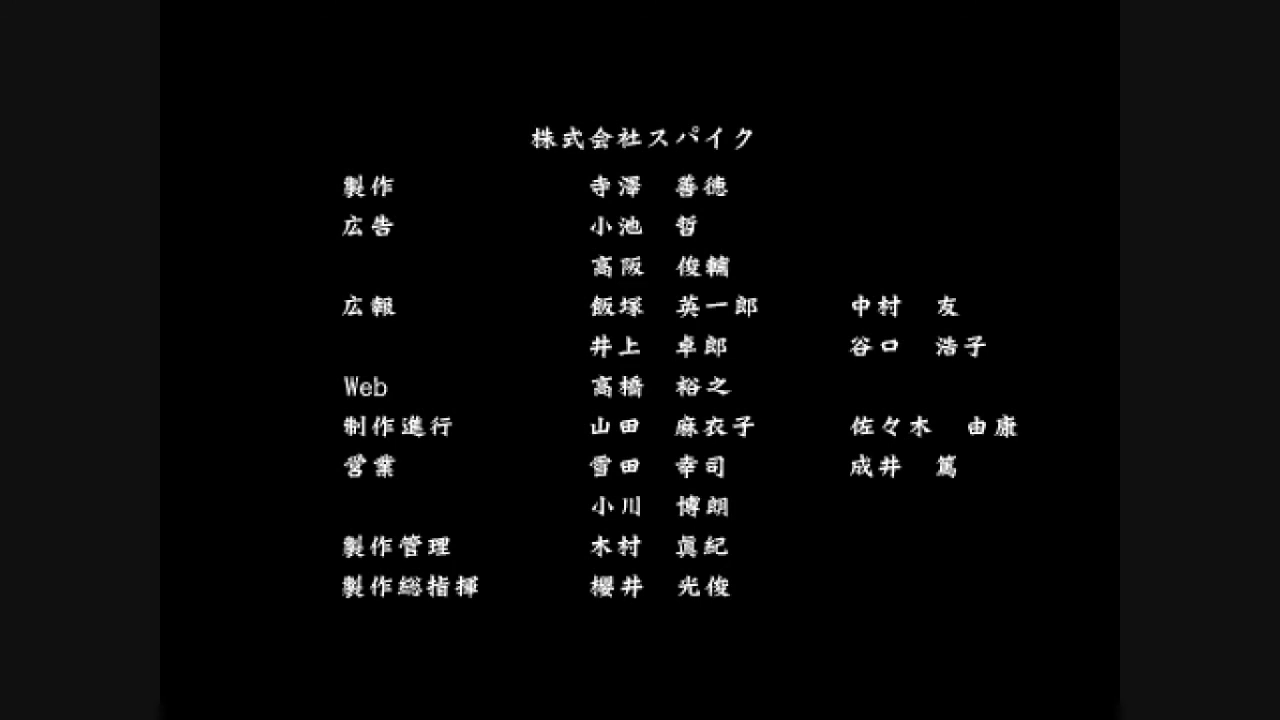 株式会社スパイク
製作 寺澤 善徳
広告 小池 哲
高阪 俊輔
広報 飯塚 英一郎 中村 友
井上 卓郎 谷口 浩子
Web 高橋 裕之
制作進行 山田 麻衣子 佐々木 由康
営業 雪田 幸司 成井 篤
小川 博朗
製作管理 木村 眞紀
製作総指揮 櫻井 光俊